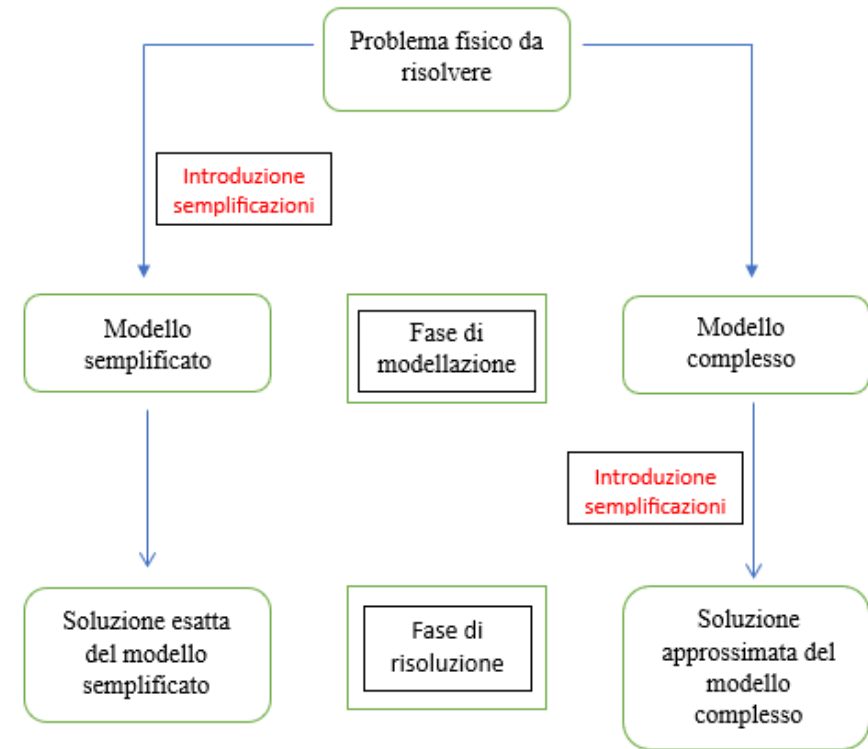 Problema fisico da
risolvere
Introduzione
semplificazioni
Modello
semplificato
Fase di
modellazione
Modello
complesso
Introduzione
semplificazioni
Soluzione esatta
del modello
semplificato
Fase di
risoluzione
Soluzione
approssimata del
modello
complesso